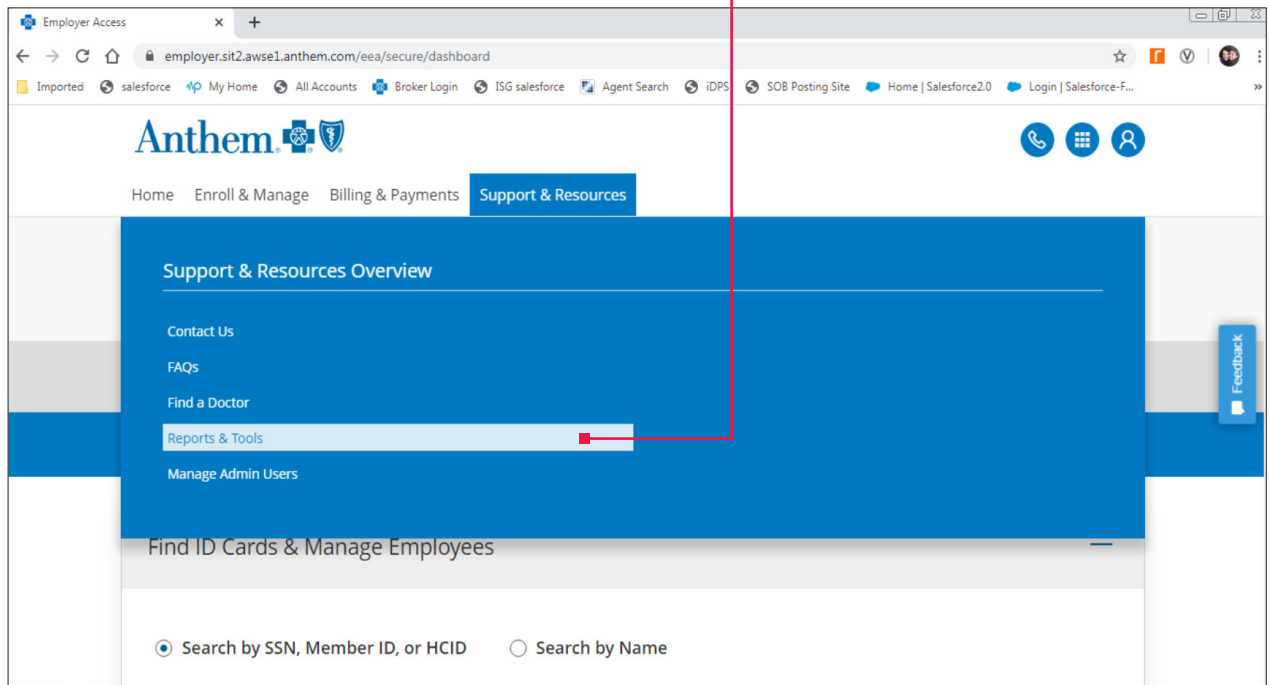 Employer Access
employer.sit2.awse1.anthem.com/eea/secure/dashboard
Imported salesforce My Home All Accounts Broker Login ISG salesforce Agent Search iDPS SOB Posting Site Home | Salesforce2.0 Login | Salesforce-F...
Anthem
Home Enroll & Manage Billing & Payments Support & Resources
Support & Resources Overview
Contact Us
FAQs
Find a Doctor
Reports & Tools
Manage Admin Users
Feedback
Find ID Cards & Manage Employees
Search by SSN, Member ID, or HCID Search by Name